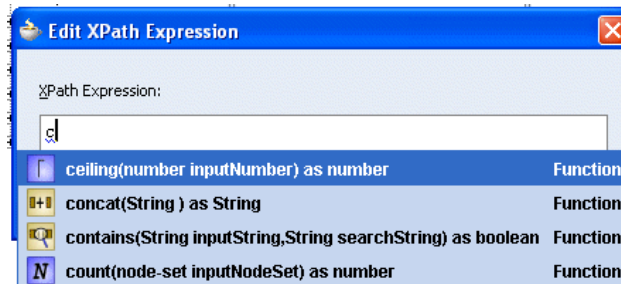 Edit XPath Expression
XPath Expression:
c
ceiling(number inputNumber) as number Function
concat(String ) as String Function
contains(String inputString,String searchString) as boolean Function
count(node-set inputNodeSet) as number Function